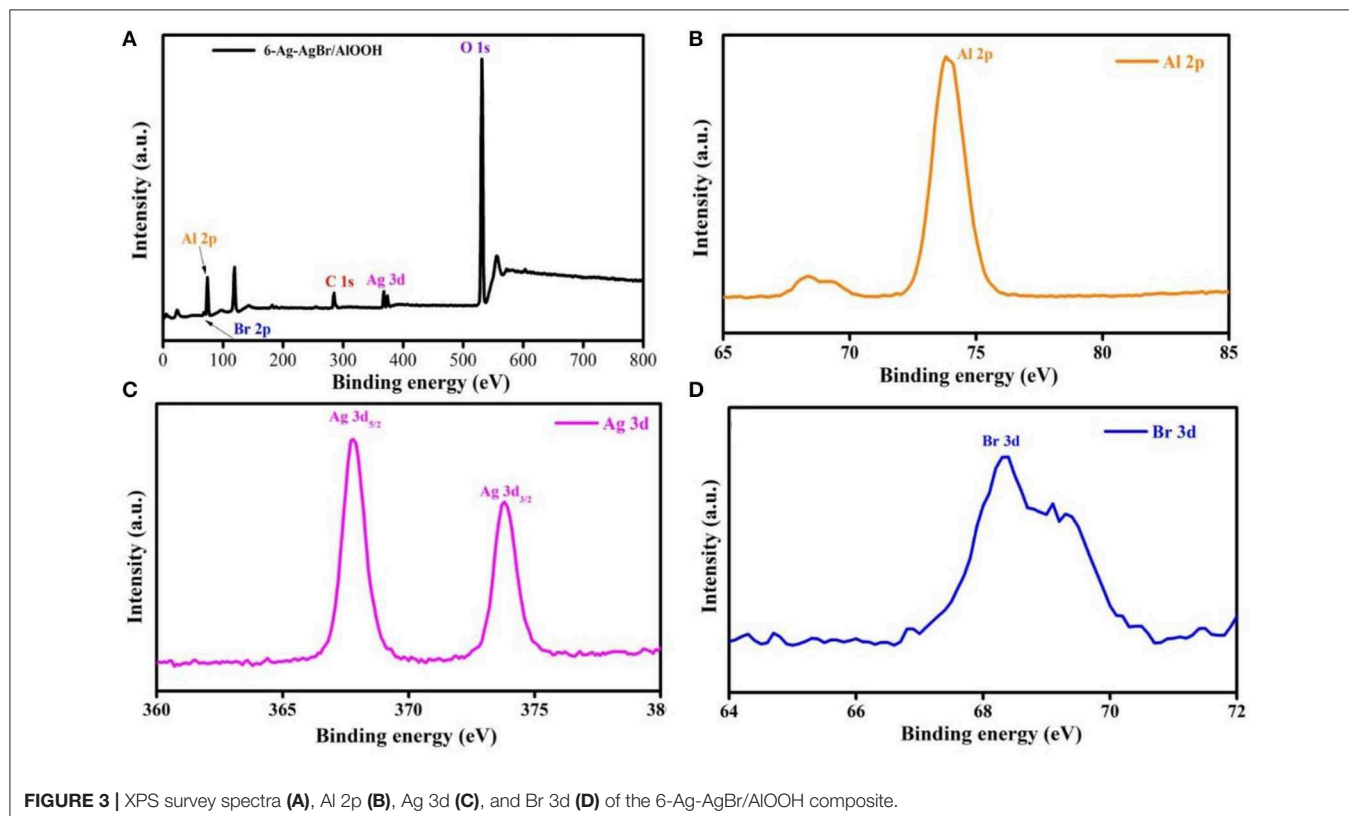 A
6-Ag-AgBr/AlOOH
O 1s
Al 2p
C 1s
Ag 3d
Br 2p
Intensity (a.u.)
0 100 200 300 400 500 600 700 800
Binding energy (eV)
B
Al 2p
Al 2p
Intensity (a.u.)
65 70 75 80 85
Binding energy (eV)
C
Ag 3d5/2
Ag 3d
Ag 3d3/2
Intensity (a.u.)
360 365 370 375 38
Binding energy (eV)
D
Br 3d
Br 3d
Intensity (a.u.)
64 66 68 70 72
Binding energy (eV)
FIGURE 3 | XPS survey spectra (A), Al 2p (B), Ag 3d (C), and Br 3d (D) of the 6-Ag-AgBr/AlOOH composite.